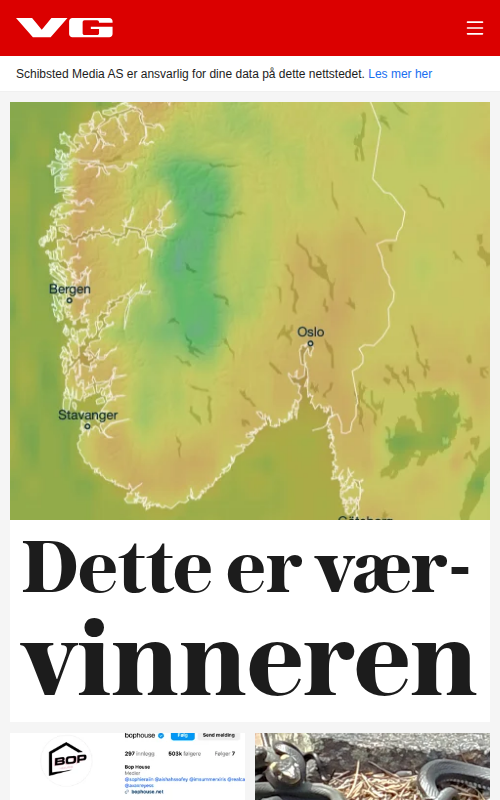 VG
Schibsted Media AS er ansvarlig for dine data på dette nettstedet. Les mer her
Bergen
Oslo
Stavanger
Dette er vær-
vinneren
bophouse
Følg
Send melding
297 innlegg
503k følgere
Følger 7
BOP
Bop House
Medier
bophouse.net